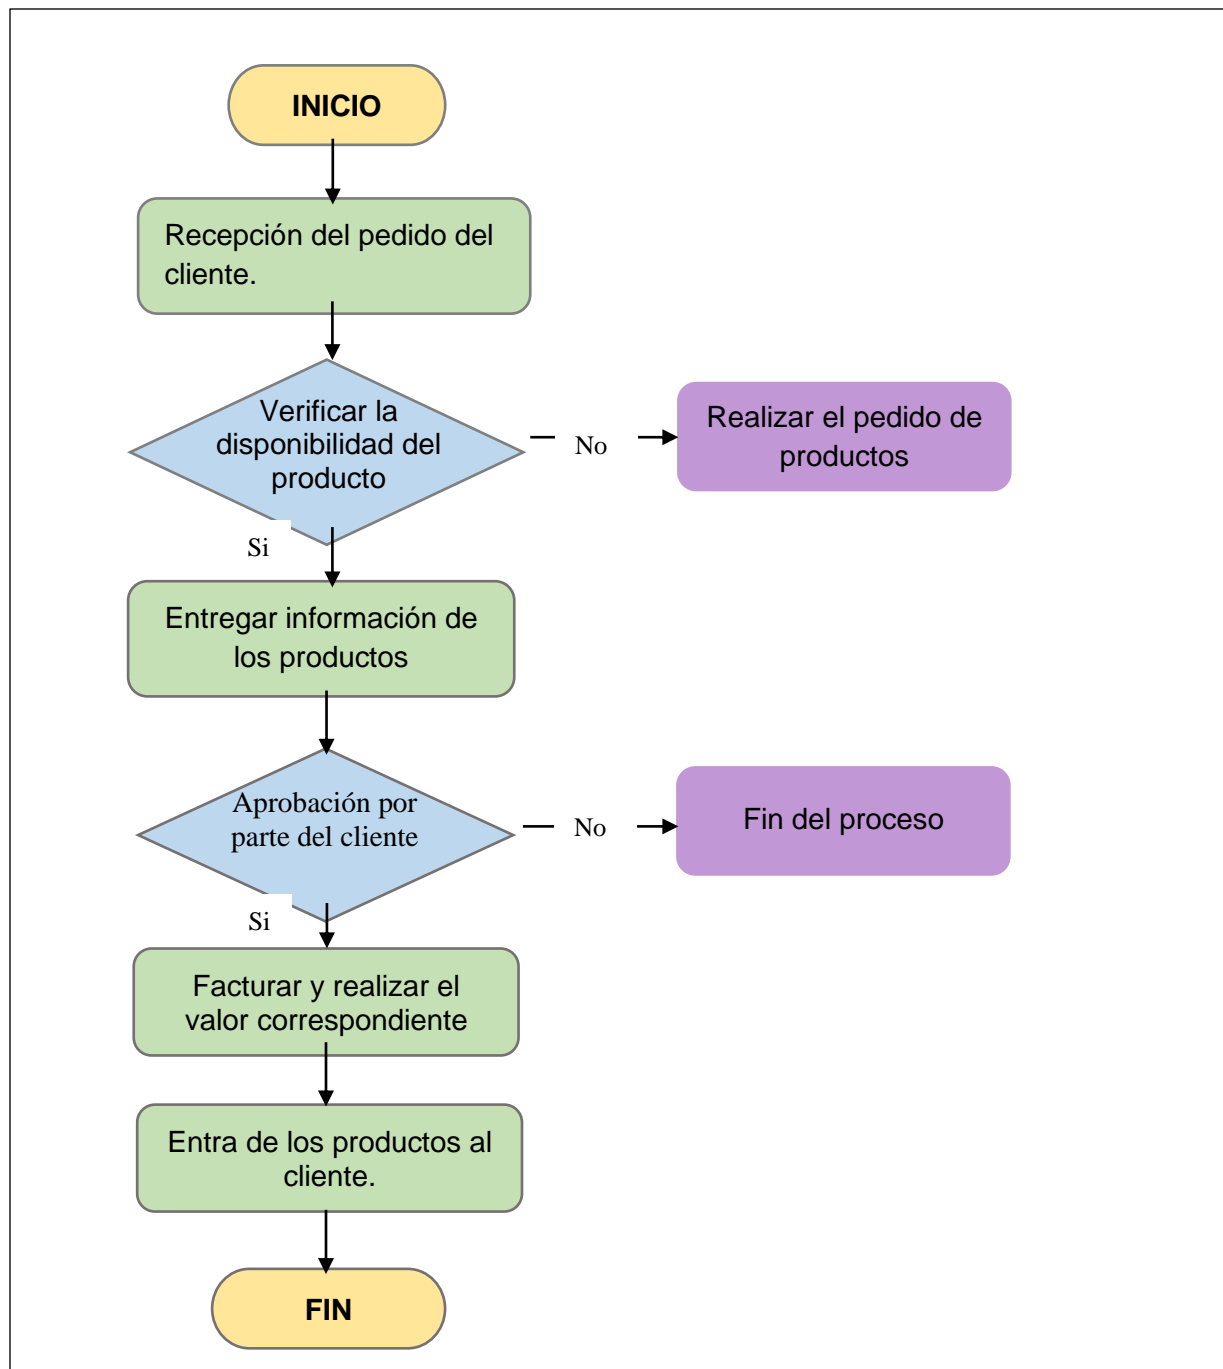 INICIO
Recepción del pedido del
cliente.
Verificar la
disponibilidad del
producto
No
Realizar el pedido de
productos
Si
Entregar información de
los productos
Aprobación por
parte del cliente
No
Fin del proceso
Si
Facturar y realizar el
valor correspondiente
Entra de los productos al
cliente.
FIN